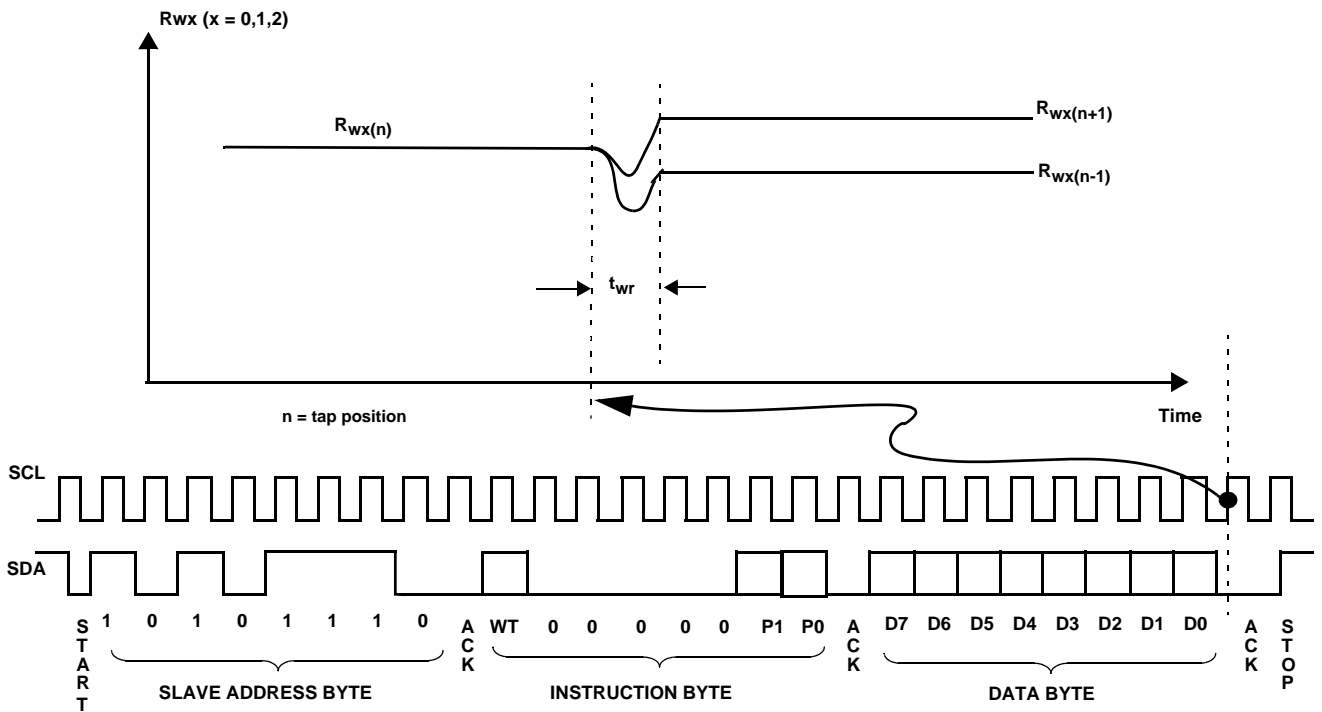 Rwx (x = 0,1,2)
Rwx(n)
Rwx(n+1)
Rwx(n-1)
twr
n = tap position
Time
SCL
SDA
START 1 0 1 0 1 1 1 0 ACK WT 0 0 0 0 0 P1 P0 ACK D7 D6 D5 D4 D3 D2 D1 D0 ACK STOP
SLAVE ADDRESS BYTE INSTRUCTION BYTE DATA BYTE